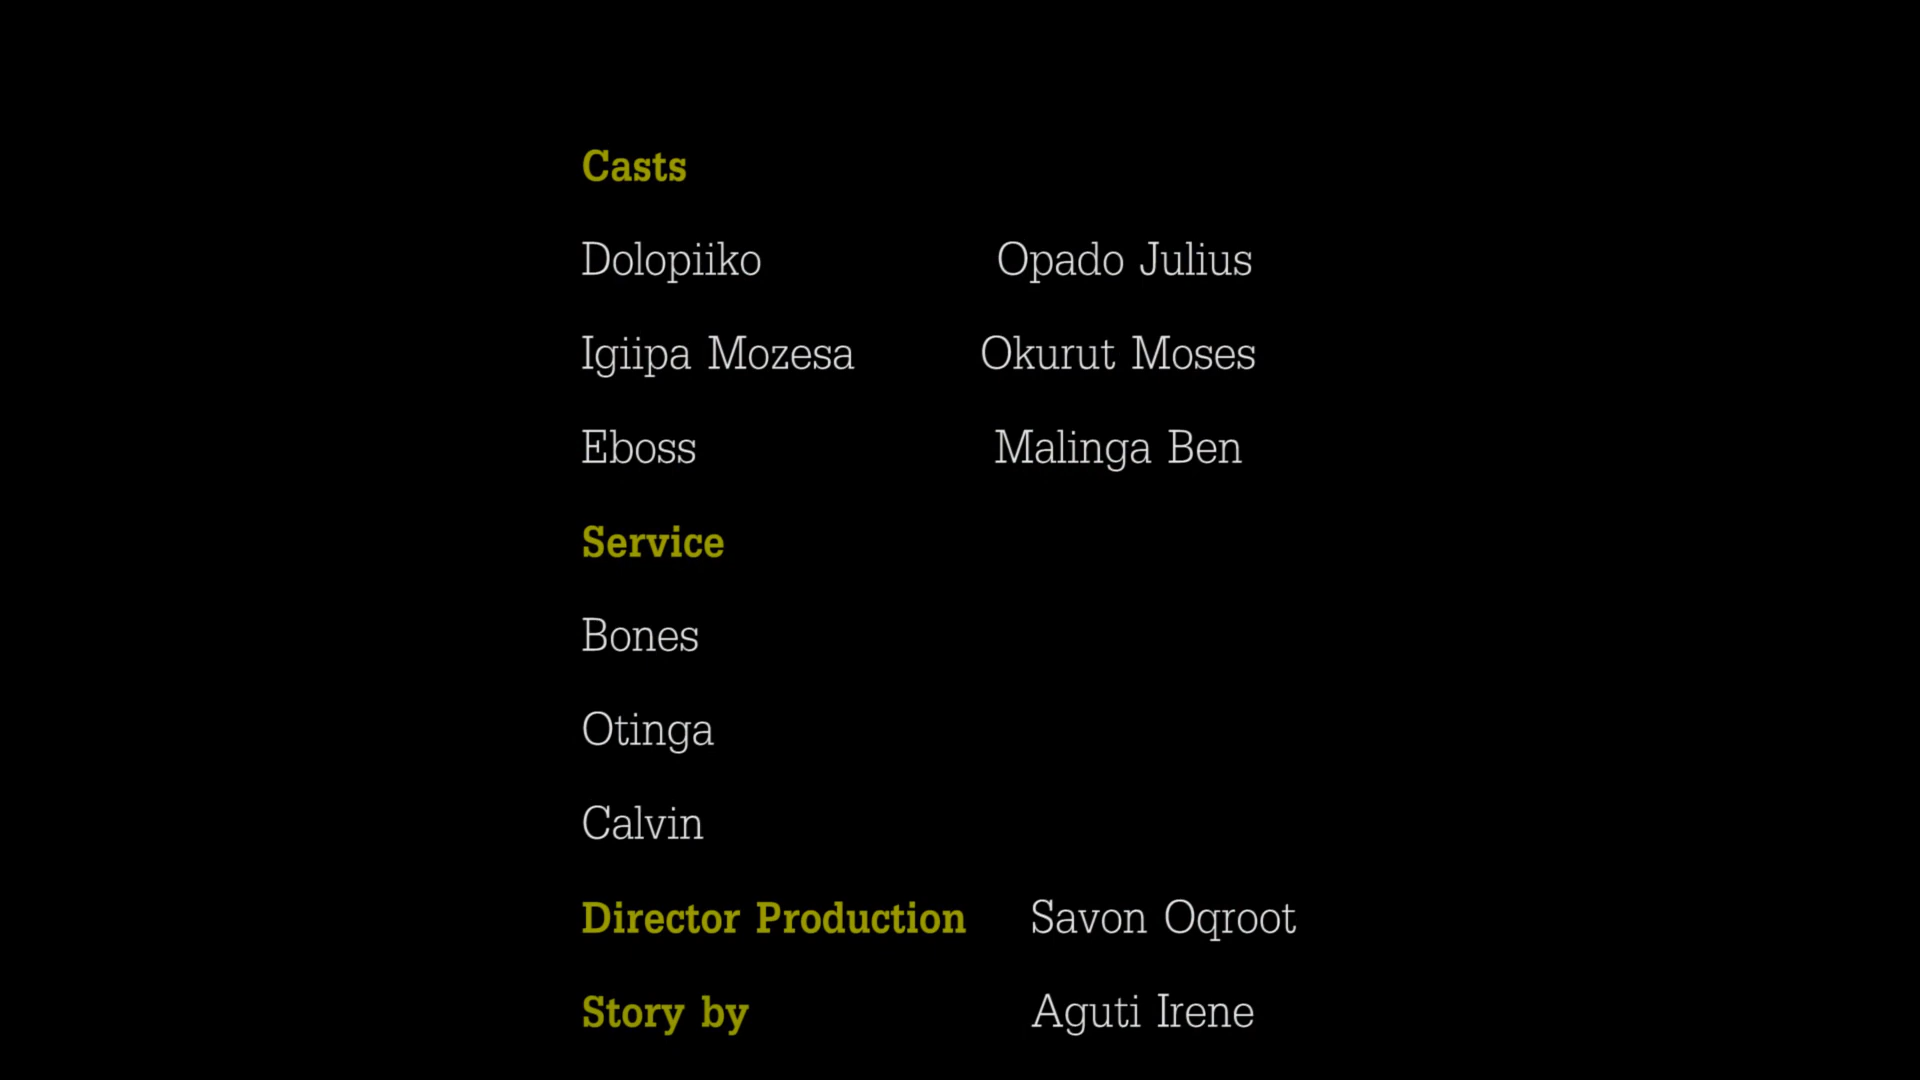 Casts
Dolopiiko Opado Julius
Igiipa Mozesa Okurut Moses
Eboss Malinga Ben
Service
Bones
Otinga
Calvin
Director Production Savon Oqroot
Story by Aguti Irene